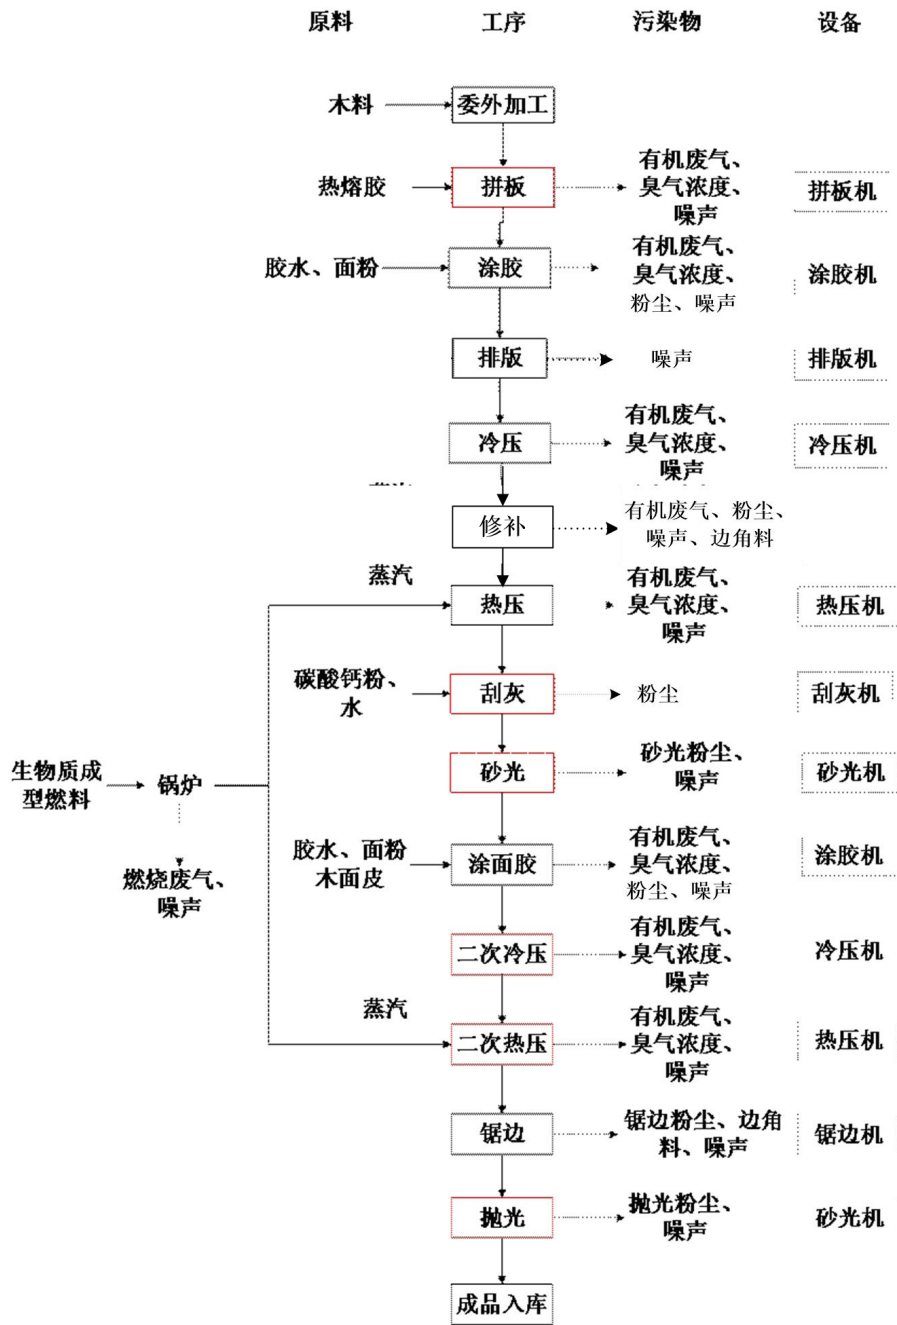 原料 工序 污染物 设备
木料 委外加工
有机废气、
热熔胶 拼板 臭气浓度、 拼板机
噪声
有机废气、
胶水、面粉 涂胶 臭气浓度、 涂胶机
粉尘、噪声
排版 噪声 排版机
有机废气、
冷压 臭气浓度、 冷压机
噪声
有机废气、粉尘、
修补
噪声、边角料
蒸汽 有机废气、
热压 臭气浓度、 热压机
噪声
碳酸钙粉、
水 刮灰 粉尘 刮灰机
生物质成
型燃料 锅炉 砂光 砂光粉尘、
噪声 砂光机
燃烧废气、
噪声
胶水、面粉
木面皮 涂面胶 有机废气、
臭气浓度、
粉尘、噪声 涂胶机
有机废气、
二次冷压 臭气浓度、 冷压机
噪声
蒸汽 有机废气、
二次热压 臭气浓度、 热压机
噪声
锯边 锯边粉尘、边角
料、噪声 锯边机
抛光 抛光粉尘、
噪声 砂光机
成品入库